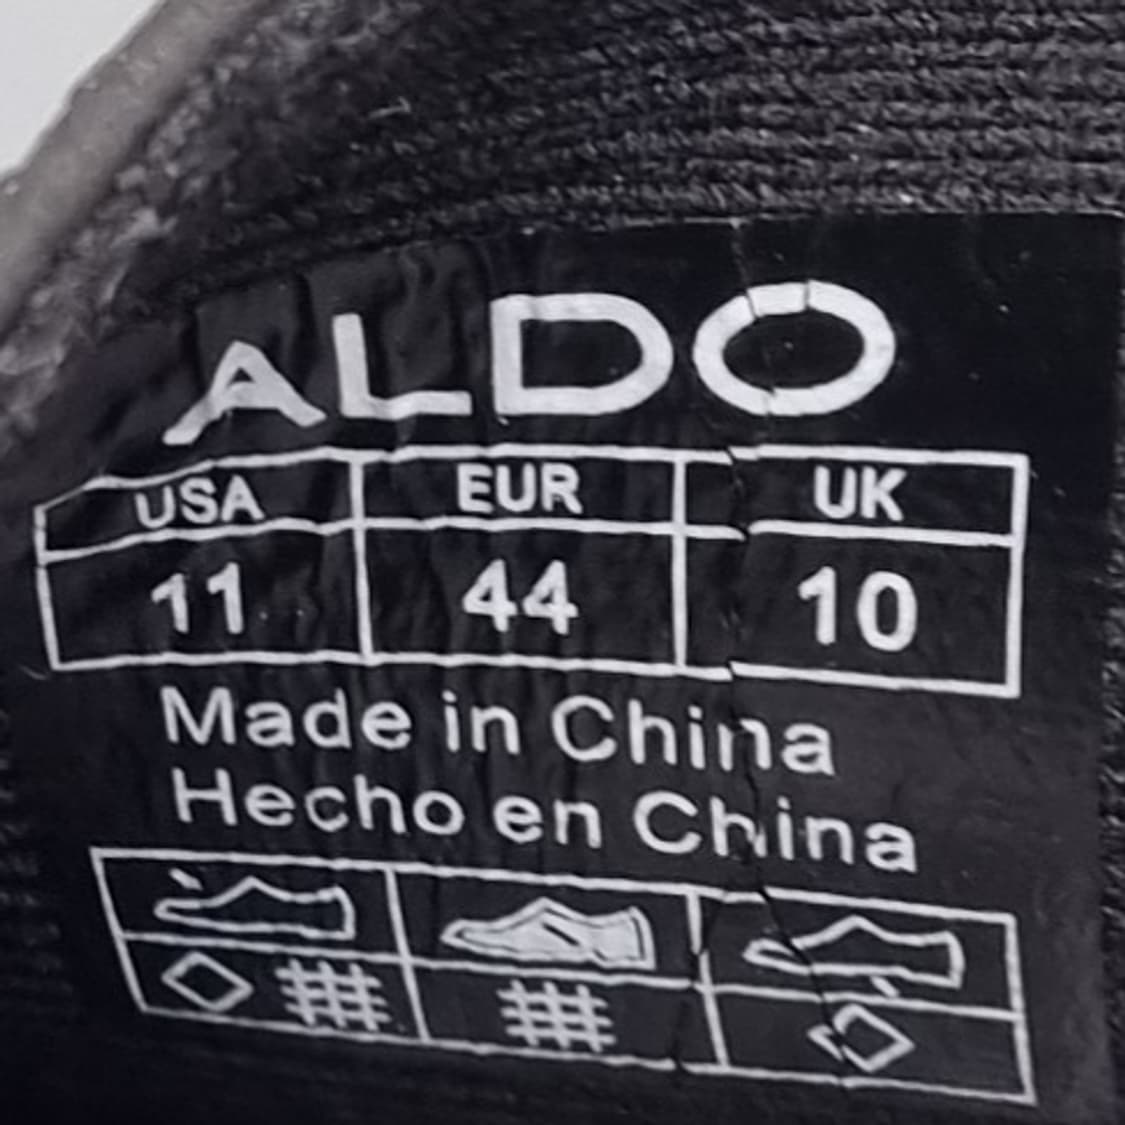 ALDO
USA EUR UK
11 44 10
Made in China
Hecho en China